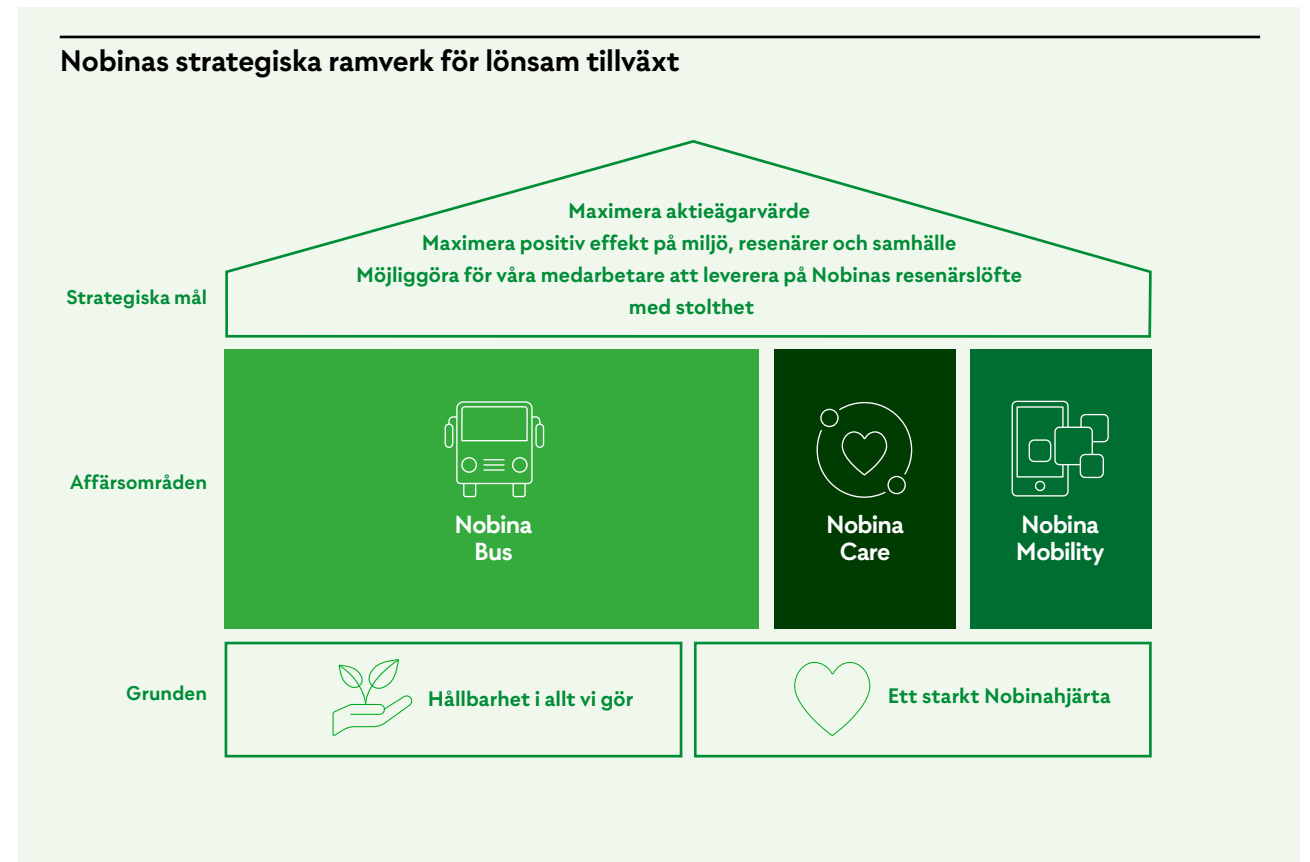 Nobinas strategiska ramverk för lönsam tillväxt
Maximera aktieägarvärde
Maximera positiv effekt på miljö, resenärer och samhälle
Möjliggöra för våra medarbetare att leverera på Nobinas resenärslöfte
med stolthet
Strategiska mål
Affärsområden
Nobina
Bus
Nobina
Care
Nobina
Mobility
Grunden
Hållbarhet i allt vi gör
Ett starkt Nobinahjärta